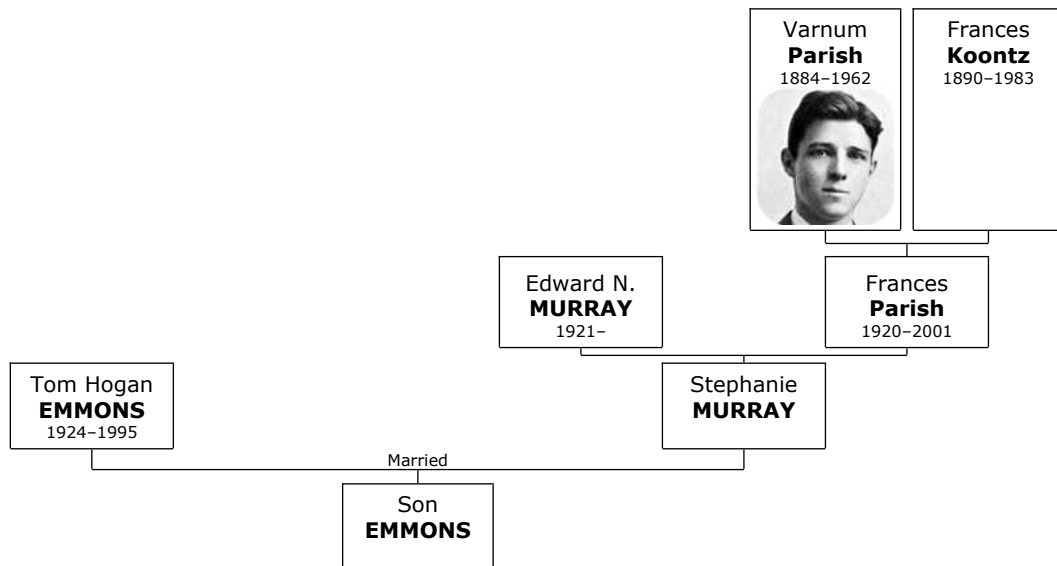 Varnum
Parish
1884–1962
Frances
Koontz
1890–1983
Edward N.
MURRAY
1921–
Frances
Parish
1920–2001
Tom Hogan
EMMONS
1924–1995
Stephanie
MURRAY
Married
Son
EMMONS